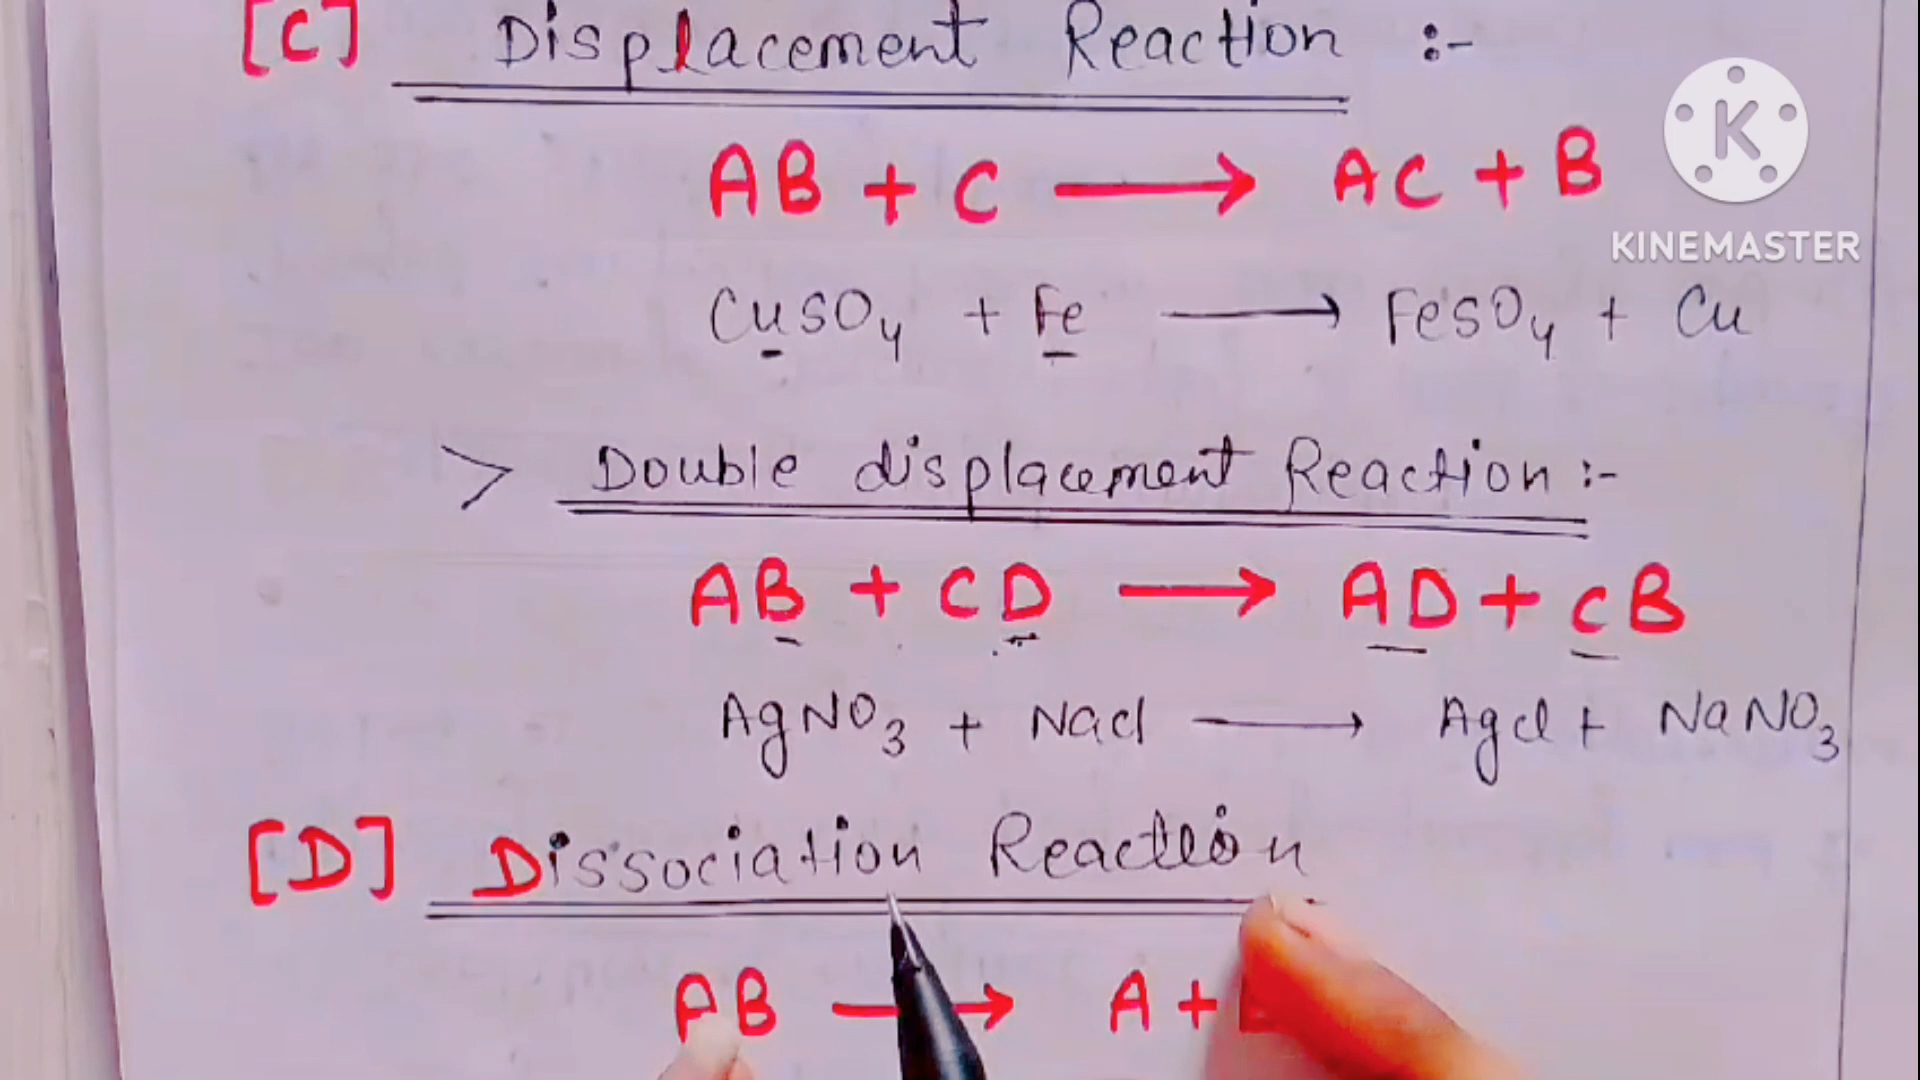 [C] Displacement Reaction :-
AB + C ⟶ AC + B
K
KINEMASTER
CuSO₄ + Fe ⟶ FeSO₄ + Cu
> Double displacement Reaction :-
AB + CD ⟶ AD + CB
AgNO₃ + Nacl ⟶ Agcl + NaNO₃
[D] Dissociation Reaction
AB ⟶ A +